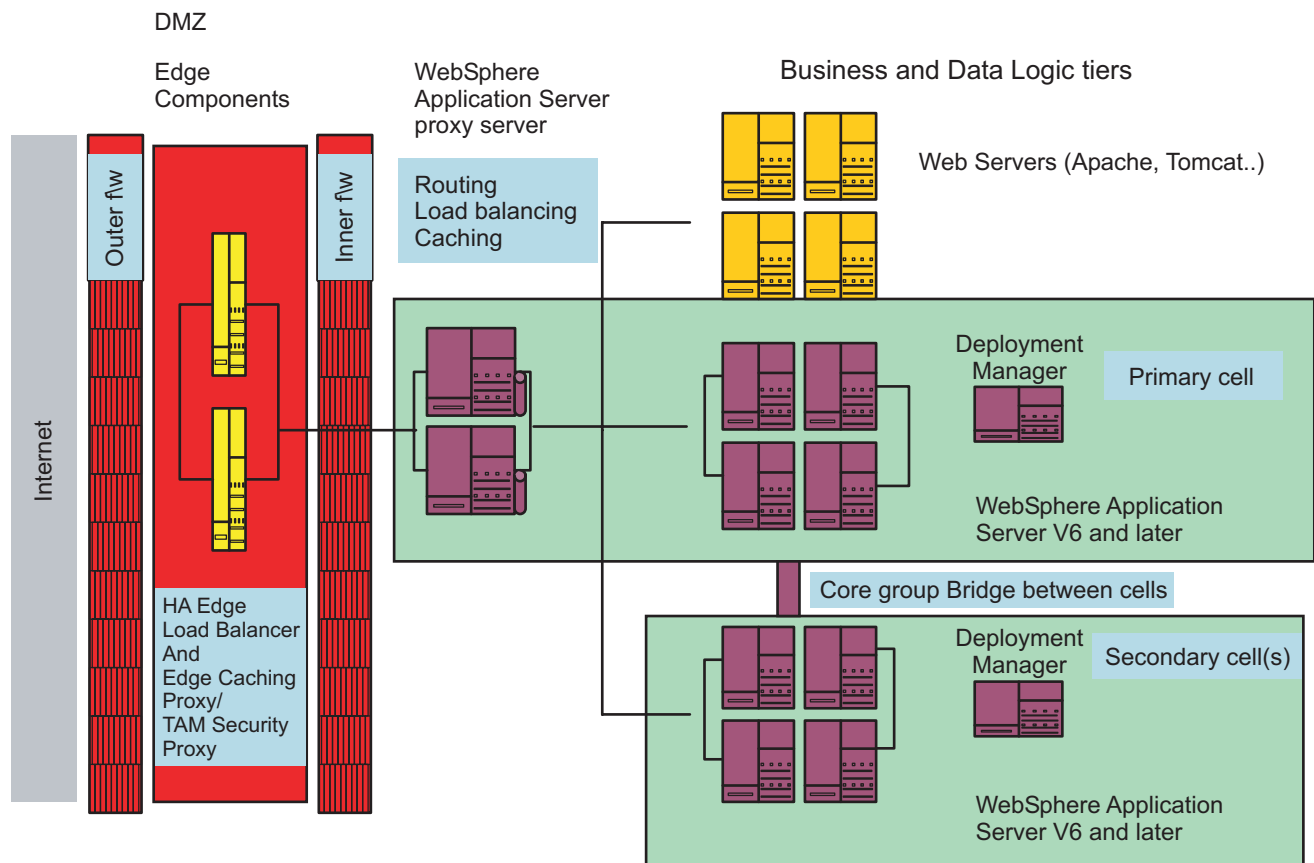 DMZ
Edge
Components
WebSphere
Application Server
proxy server
Business and Data Logic tiers
Internet
Outer f\w
Inner f\w
Routing
Load balancing
Caching
Web Servers (Apache, Tomcat..)
Deployment
Manager
Primary cell
WebSphere Application
Server V6 and later
Core group Bridge between cells
HA Edge
Load Balancer
And
Edge Caching
Proxy/
TAM Security
Proxy
Deployment
Manager
Secondary cell(s)
WebSphere Application
Server V6 and later